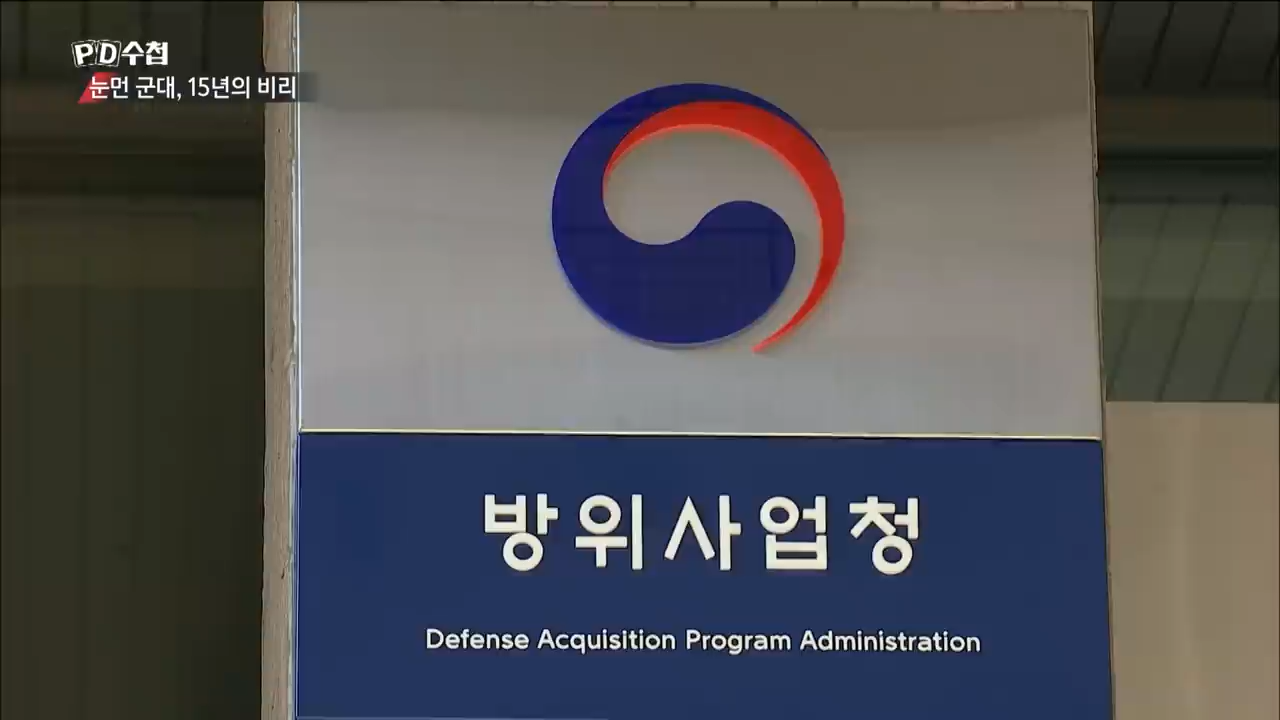 PD수첩
눈먼 군대, 15년의 비리
방위사업청
Defense Acquisition Program Administration